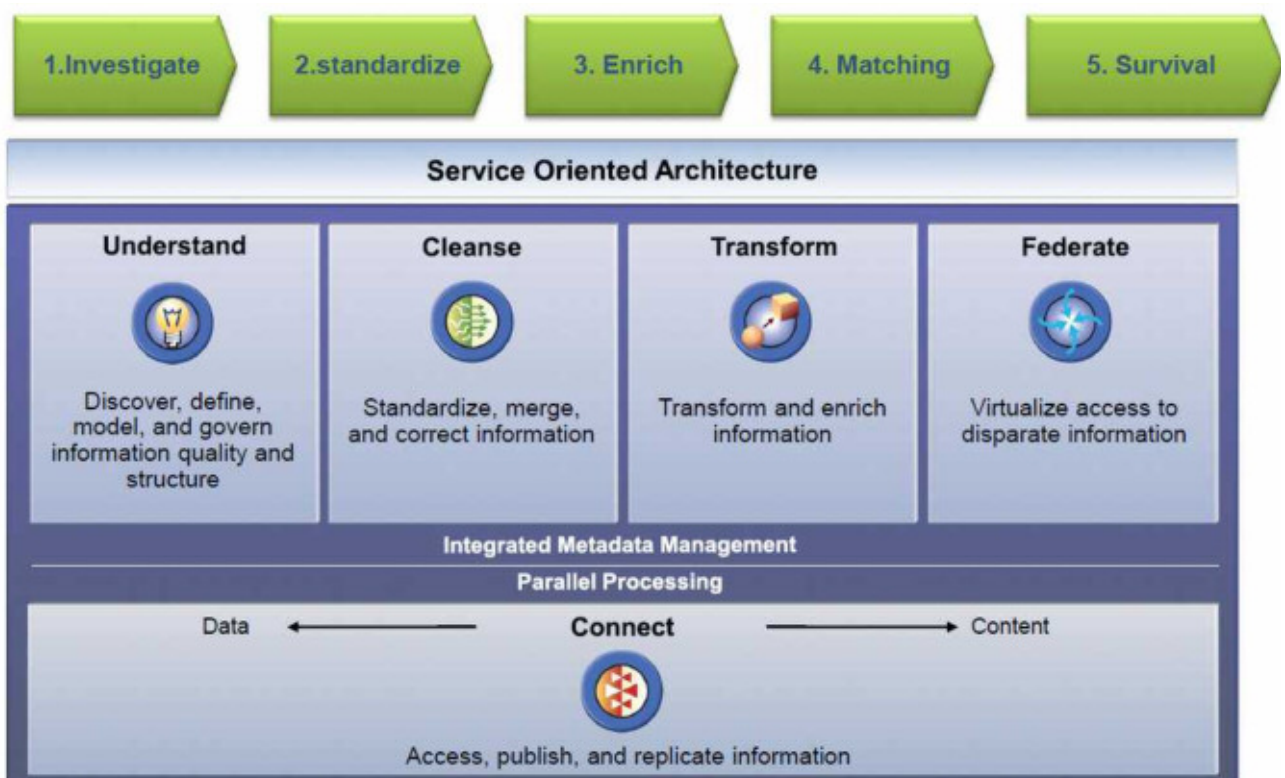 1.Investigate
2.standardize
3. Enrich
4. Matching
5. Survival
Service Oriented Architecture
Understand
Discover, define,
model, and govern
information quality and
structure
Cleanse
Standardize, merge,
and correct information
Transform
Transform and enrich
information
Federate
Virtualize access to
disparate information
Integrated Metadata Management
Parallel Processing
Data
Connect
Content
Access, publish, and replicate information